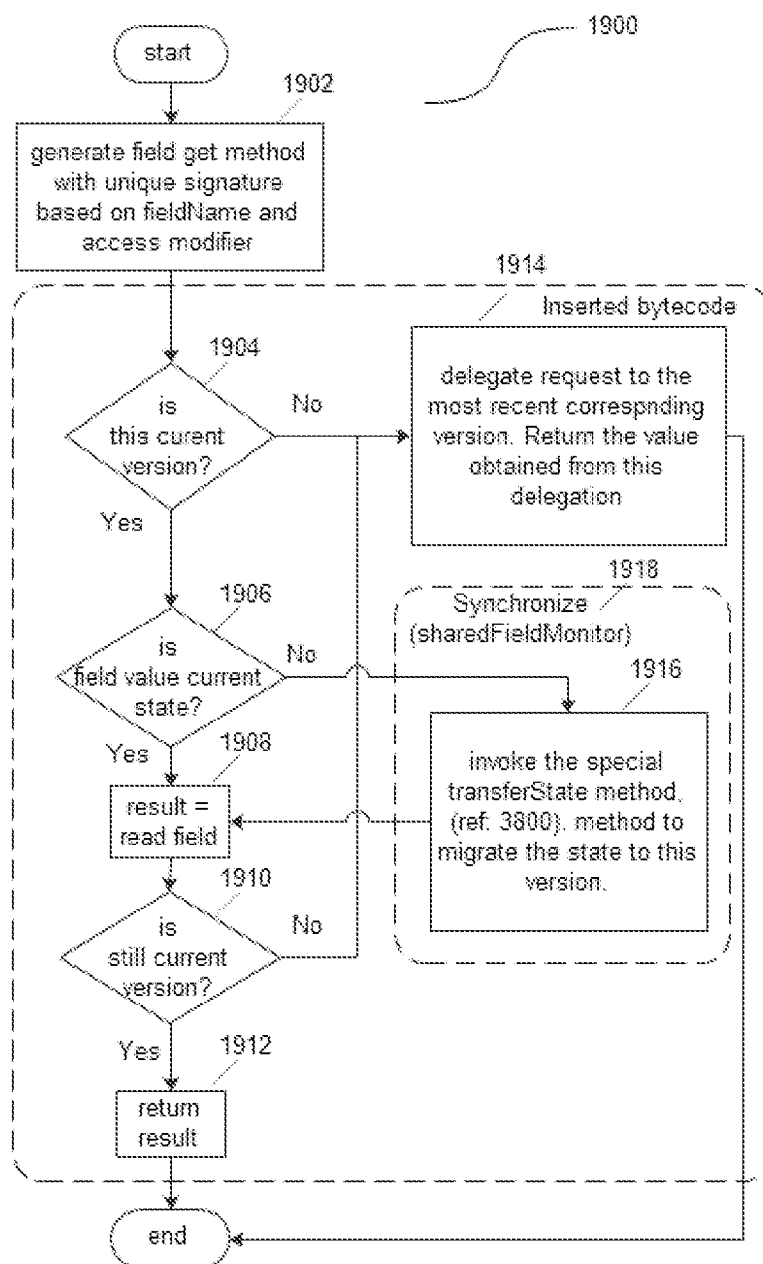 1900
start
1902
generate field get method
with unique signature
based on fieldName and
access modifier
1914
Inserted bytecode
1904
is
this curent
version?
No
Yes
delegate request to the
most recent correspnding
version. Return the value
obtained from this
delegation
1918
Synchronize
(sharedFieldMonitor)
1906
is
field value current
state?
No
Yes
1916
invoke the special
transferState method,
(ref: 3800). method to
migrate the state to this
version.
1908
result =
read field
1910
is
still current
version?
No
Yes
1912
return
result
end